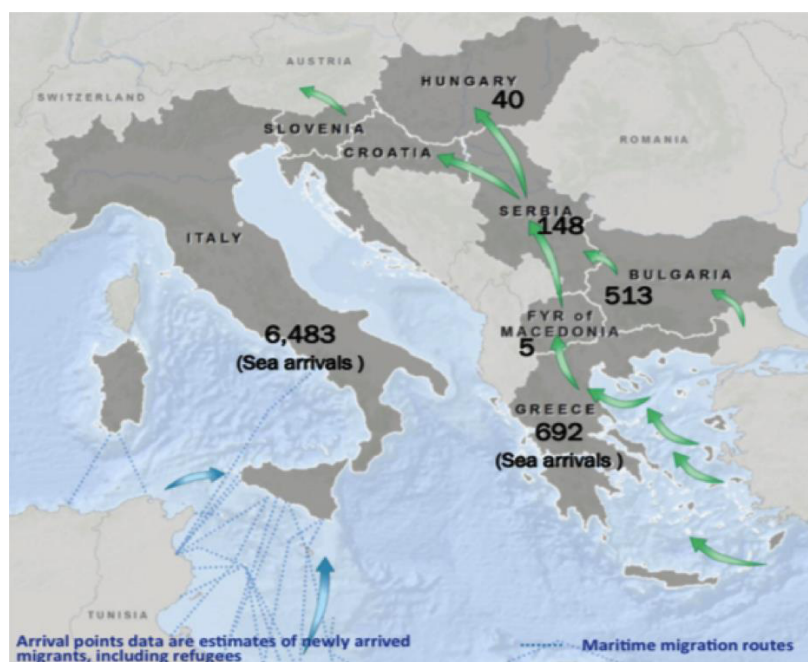 AUSTRIA
HUNGARY
40
SWITZERLAND
SLOVENIA
CROATIA
ROMANIA
SERBIA
148
ITALY
BULGARIA
513
FYR of
MACEDONIA
5
6,483
(Sea arrivals )
GREECE
692
(Sea arrivals )
TUNISIA
Arrival points data are estimates of newly arrived
migrants, including refugees
Maritime migration routes